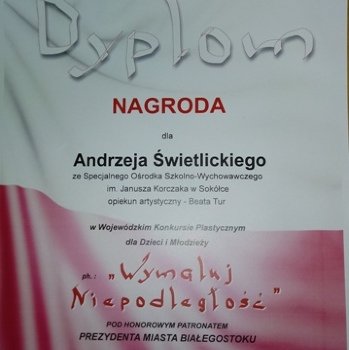 Dyplom
NAGRODA
dla
Andrzeja Świetlickiego
ze Specjalnego Ośrodka Szkolno-Wychowawczego
im. Janusza Korczaka w Sokółce
opiekun artystyczny - Beata Tur
w Wojewódzkim Konkursie Plastycznym
dla Dzieci i Młodzieży
ph.: „Wymaluj
Niepodległość"
POD HONOROWYM PATRONATEM
PREZYDENTA MIASTA BIAŁEGOSTOKU